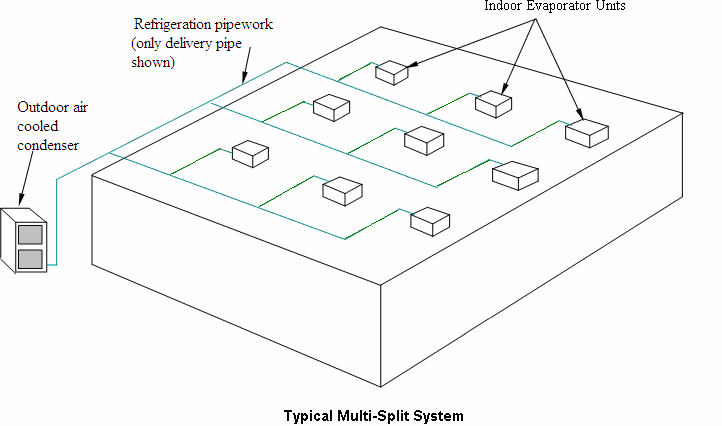 Indoor Evaporator Units
Refrigeration pipework
(only delivery pipe
shown)
Outdoor air
cooled
condenser
Typical Multi-Split System